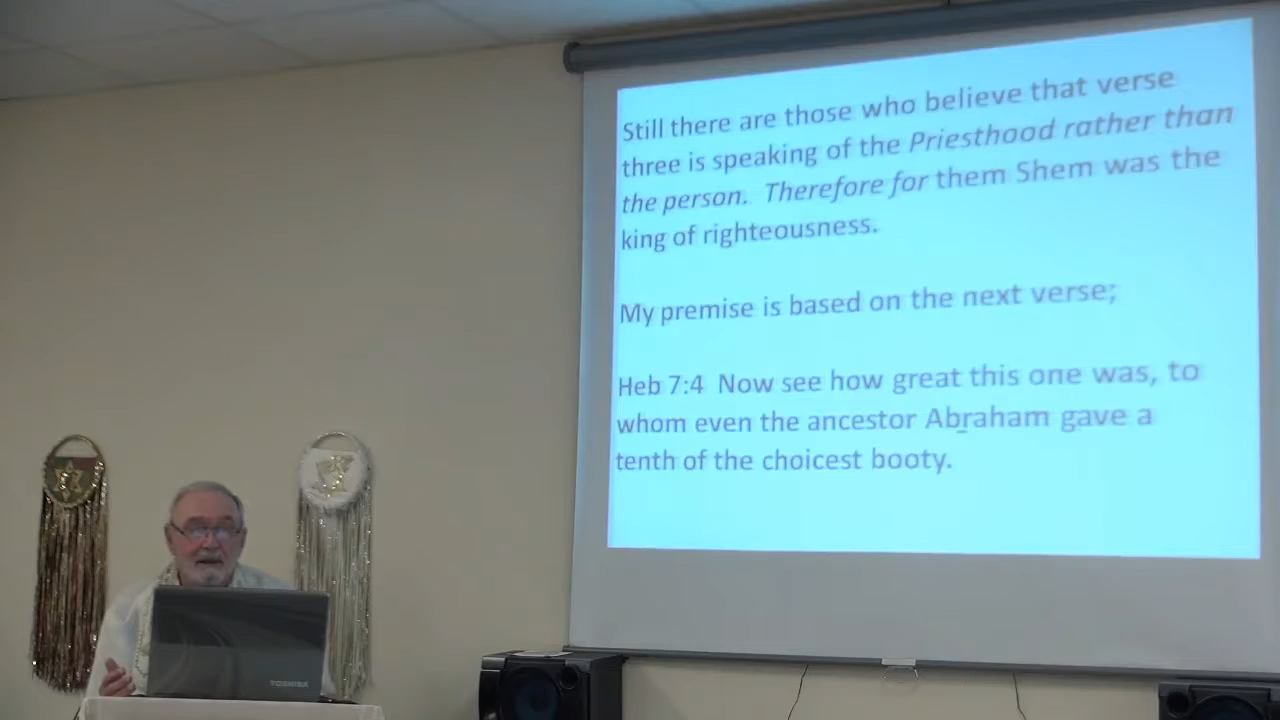 Still there are those who believe that verse
three is speaking of the Priesthood rather than
the person. Therefore for them Shem was the
king of righteousness.
My premise is based on the next verse;
Heb 7:4 Now see how great this one was, to
whom even the ancestor Aḇraham gave a
tenth of the choicest booty.
TOSHIBA